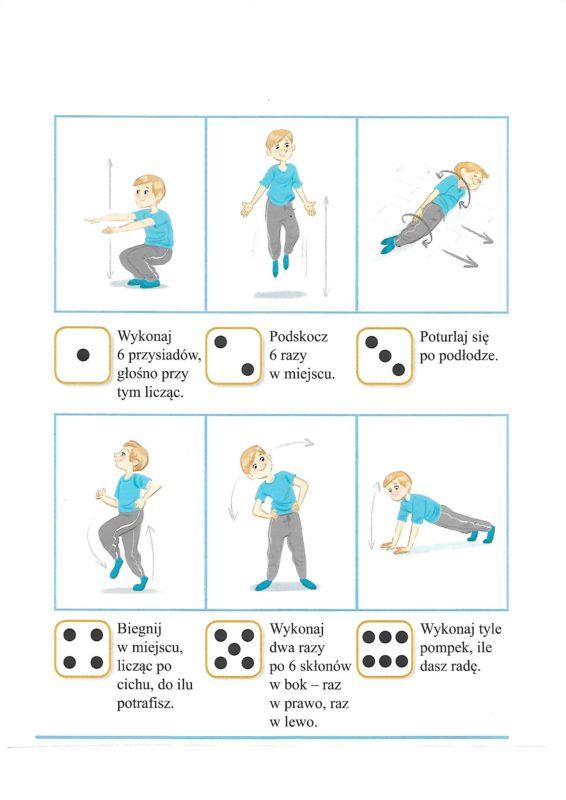 Wykonaj
6 przysiadów,
głośno przy
tym licząc.
Podskocz
6 razy
w miejscu.
Poturlaj się
po podłodze.
Biegnij
w miejscu,
licząc po
cichu, do ilu
potrafisz.
Wykonaj
dwa razy
po 6 skłonów
w bok – raz
w prawo, raz
w lewo.
Wykonaj tyle
pompek, ile
dasz radę.